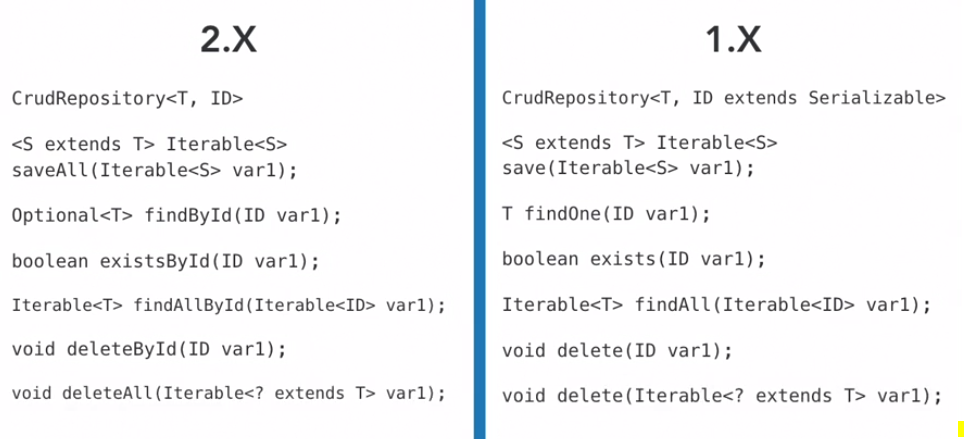 2.X
CrudRepository<T, ID>
<S extends T> Iterable<S>
saveAll(Iterable<S> var1);
Optional<T> findById(ID var1);
boolean existsById(ID var1);
Iterable<T> findAllById(Iterable<ID> var1);
void deleteById(ID var1);
void deleteAll(Iterable<? extends T> var1);
1.X
CrudRepository<T, ID extends Serializable>
<S extends T> Iterable<S>
save(Iterable<S> var1);
T findOne(ID var1);
boolean exists(ID var1);
Iterable<T> findAll(Iterable<ID> var1);
void delete(ID var1);
void delete(Iterable<? extends T> var1);